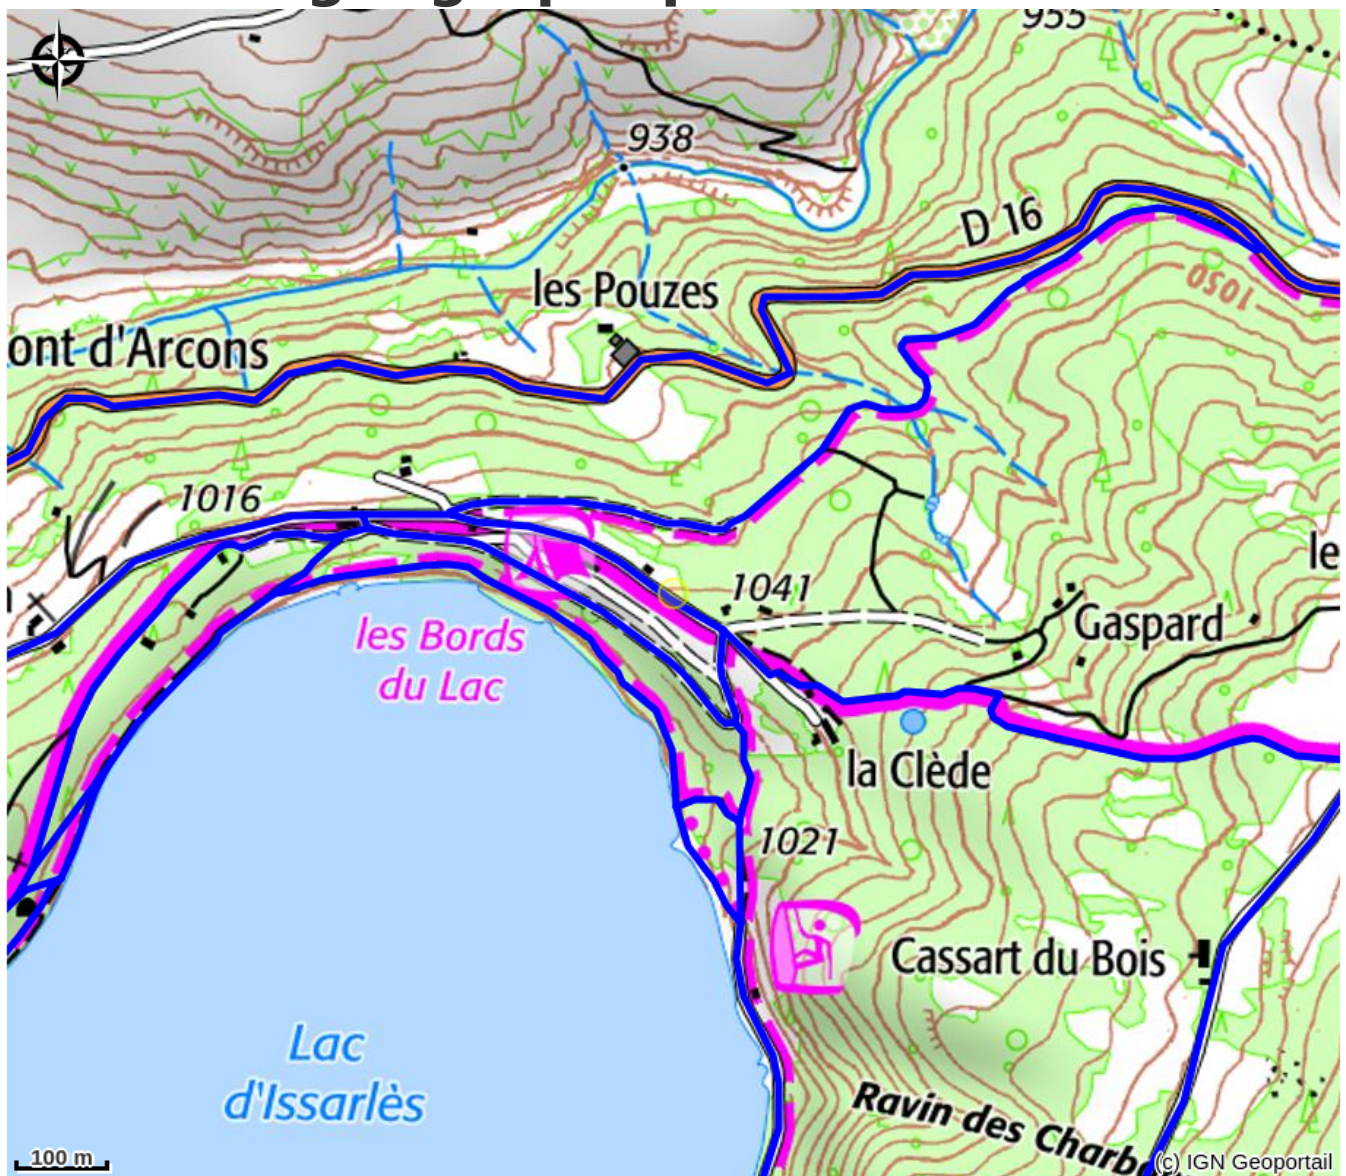 955
938
D 16
les Pouzes
1050
ont d'Arcons
1016
le
1041
Gaspard
les Bords
du Lac
la Clède
1021
Cassart du Bois
Lac
d'Issarlès
Ravin des Charb
100 m
(c) IGN Geoportail